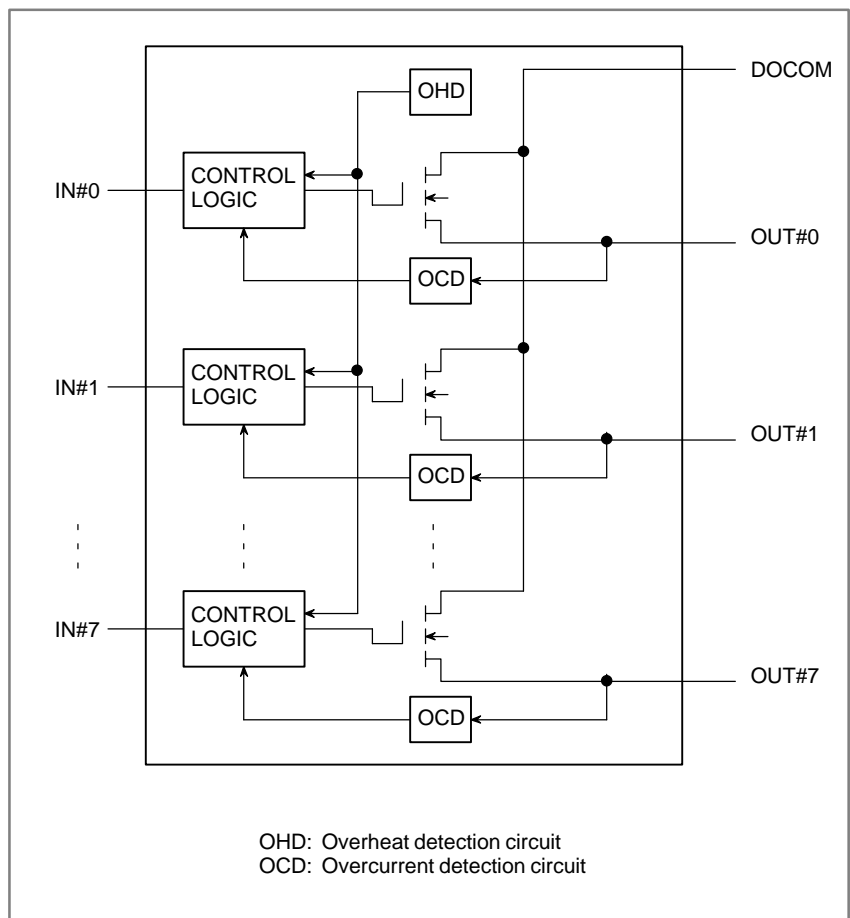 DOCOM
OHD
CONTROL
LOGIC
IN#0
OUT#0
OCD
CONTROL
LOGIC
IN#1
OUT#1
OCD
CONTROL
LOGIC
IN#7
OUT#7
OCD
OHD: Overheat detection circuit
OCD: Overcurrent detection circuit